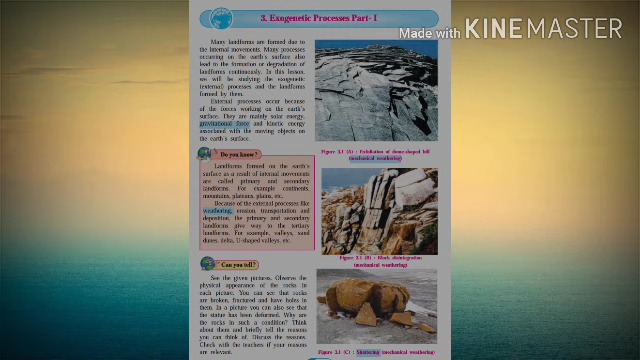 3. Exogenetic Processes Part- I
Made with KINEMASTER
Many landforms are formed due to
the internal movements. Many processes
occurring on the earth's surface also
lead to the formation or degradation of
landforms continuously. In this lesson,
we will be studying the exogenetic
(external) processes and the landforms
formed by them.
External processes occur because
of the forces working on the earth's
surface. They are mainly solar energy,
gravitational force and kinetic energy
associated with the moving objects on
the earth's surface.
Do you know?
Landforms formed on the earth's
surface as a result of internal movements
are called primary and secondary
landforms. For example continents,
mountains, plateaus, plains, etc.
Because of the external processes like
weathering, erosion, transportation and
deposition, the primary and secondary
landforms give way to the tertiary
landforms. For example, valleys, sand
dunes, delta, U-shaped valleys, etc.
Can you tell?
See the given pictures. Observe the
physical appearance of the rocks in
each picture. You can see that rocks
are broken, fractured and have holes in
them. In a picture you can also see that
the statue has been deformed. Why are
the rocks in such a condition? Think
about them and briefly tell the reasons
you can think of. Discuss the reasons.
Check with the teachers if your reasons
are relevant.
Figure 3.1 (A) : Exfoliation of dome-shaped hill
(mechanical weathering)
Figure 3.1 (B) : Block disintegration
(mechanical weathering)
Figure 3.1 (C) : Shattering (mechanical weathering)